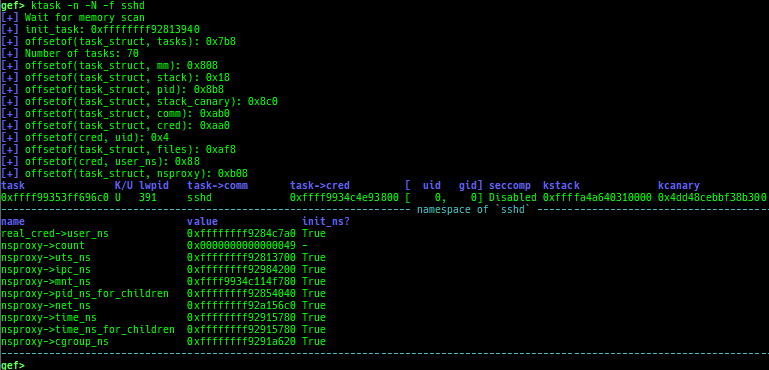 gef> ktask -n -N -f sshd
[+] Wait for memory scan
[+] init_task: 0xffffffff92813940
[+] offsetof(task_struct, tasks): 0x7b8
[+] Number of tasks: 70
[+] offsetof(task_struct, mm): 0x808
[+] offsetof(task_struct, stack): 0x18
[+] offsetof(task_struct, pid): 0x8b8
[+] offsetof(task_struct, stack_canary): 0x8c0
[+] offsetof(task_struct, comm): 0xab0
[+] offsetof(task_struct, cred): 0xaa0
[+] offsetof(cred, uid): 0x4
[+] offsetof(task_struct, files): 0xaf8
[+] offsetof(cred, user_ns): 0x88
[+] offsetof(task_struct, nsproxy): 0xb08
task K/U lwpid task->comm task->cred [ uid gid] seccomp kstack kcanary
0xffff99353ff696c0 U 391 sshd 0xffff9934c4e93800 [ 0, 0] Disabled 0xfffffa4a640310000 0x4dd48cebbf38b300
namespace of `sshd`
name value init_ns?
real_cred->user_ns 0xffffffff9284c7a0 True
nsproxy->count 0x0000000000000049 -
nsproxy->uts_ns 0xffffffff92813700 True
nsproxy->ipc_ns 0xffffffff92984200 True
nsproxy->mnt_ns 0xffff9934c114f780 True
nsproxy->pid_ns_for_children 0xffffffff92854040 True
nsproxy->net_ns 0xffffffff92a156c0 True
nsproxy->time_ns 0xffffffff92915780 True
nsproxy->time_ns_for_children 0xffffffff92915780 True
nsproxy->cgroup_ns 0xffffffff9291a620 True
gef>